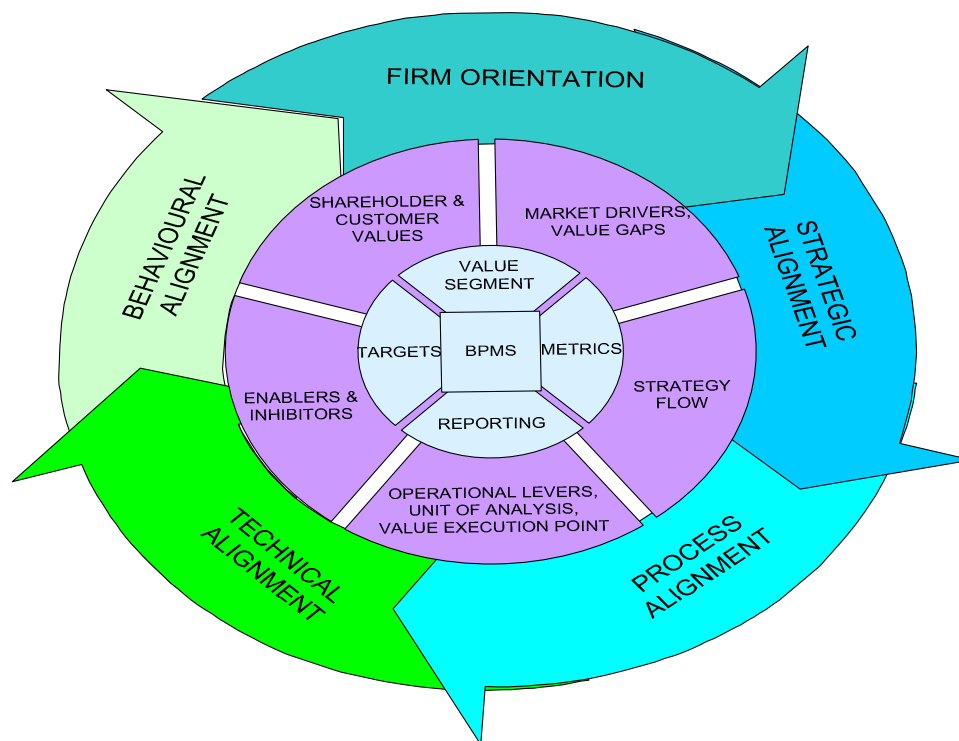 FIRM ORIENTATION
STRATEGIC
ALIGNMENT
PROCESS
ALIGNMENT
TECHNICAL
ALIGNMENT
BEHAVIOURAL
ALIGNMENT
SHAREHOLDER &
CUSTOMER
VALUES
MARKET DRIVERS,
VALUE GAPS
STRATEGY
FLOW
OPERATIONAL LEVERS,
UNIT OF ANALYSIS,
VALUE EXECUTION POINT
ENABLERS &
INHIBITORS
VALUE
SEGMENT
TARGETS
BPMS
METRICS
REPORTING